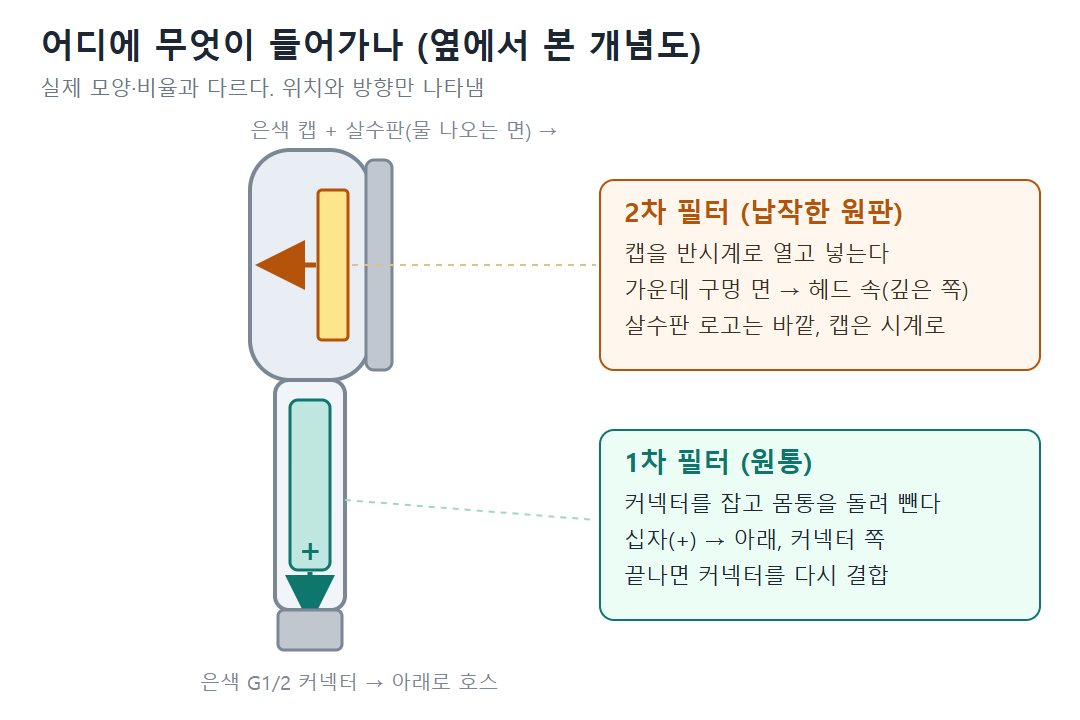 어디에 무엇이 들어가나 (옆에서 본 개념도)
실제 모양·비율과 다르다. 위치와 방향만 나타냄
은색 캡 + 살수판(물 나오는 면) →
2차 필터 (납작한 원판)
캡을 반시계로 열고 넣는다
가운데 구멍 면 → 헤드 속(깊은 쪽)
살수판 로고는 바깥, 캡은 시계로
1차 필터 (원통)
커넥터를 잡고 몸통을 돌려 뺀다
십자(+) → 아래, 커넥터 쪽
끝나면 커넥터를 다시 결합
+
은색 G1/2 커넥터 → 아래로 호스